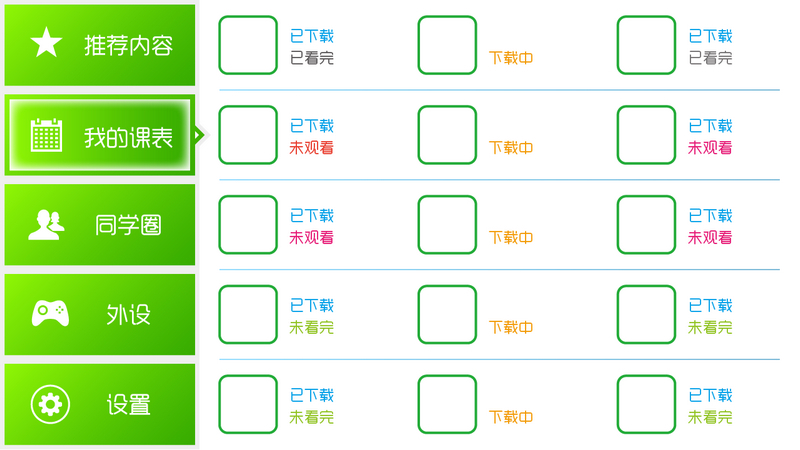 推荐内容
我的课表
同学圈
外设
设置
已下载
已看完
下载中
已下载
已看完
已下载
未观看
下载中
已下载
未观看
已下载
未观看
下载中
已下载
未观看
已下载
未看完
下载中
已下载
未看完
已下载
未看完
下载中
已下载
未看完